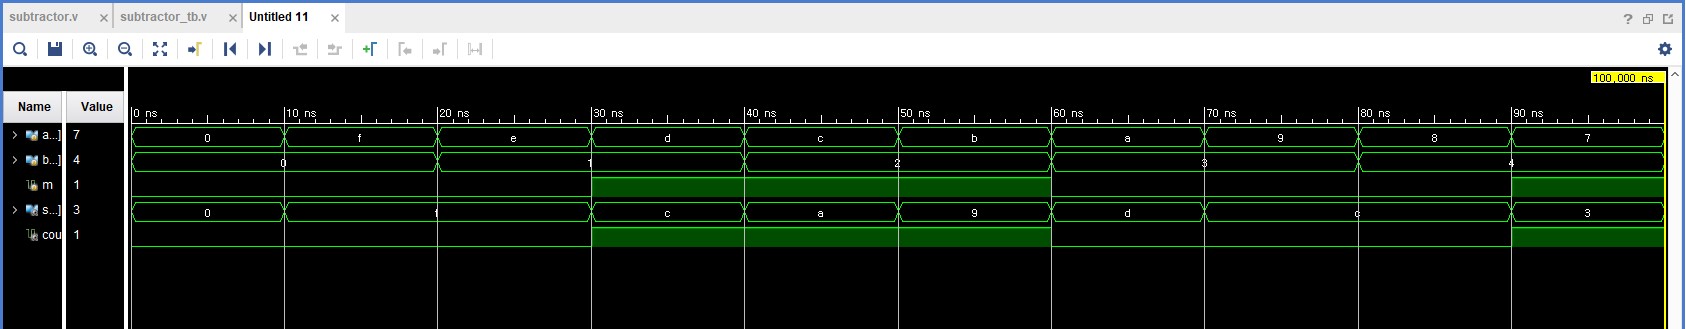 subtractor.v × subtractor_tb.v × Untitled 11 ×
?
100,000 ns
Name Value
0 ns 10 ns 20 ns 30 ns 40 ns 50 ns 60 ns 70 ns 80 ns 90 ns
a...] 7 0 f e d c b a 9 8 7
b...] 4 0 1 2 3 4
m 1
s...] 3 0 f c a 9 d c 3
cou 1